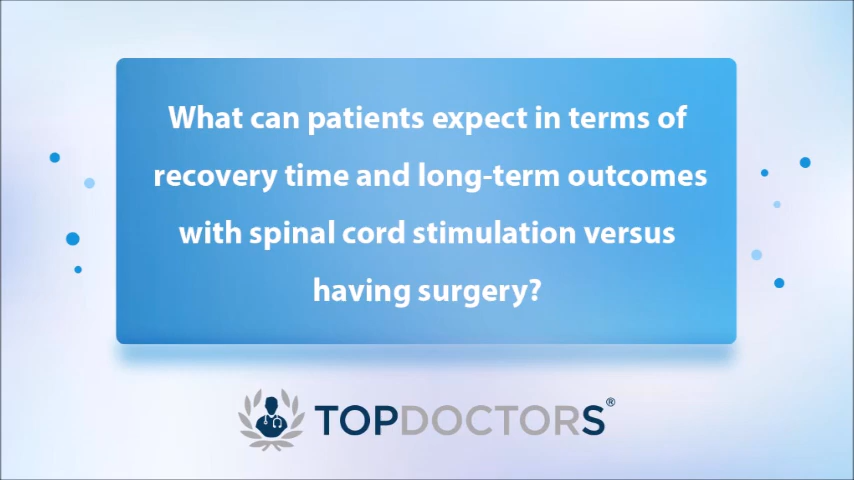 What can patients expect in terms of
recovery time and long-term outcomes
with spinal cord stimulation versus
having surgery?
TOPDOCTORS®